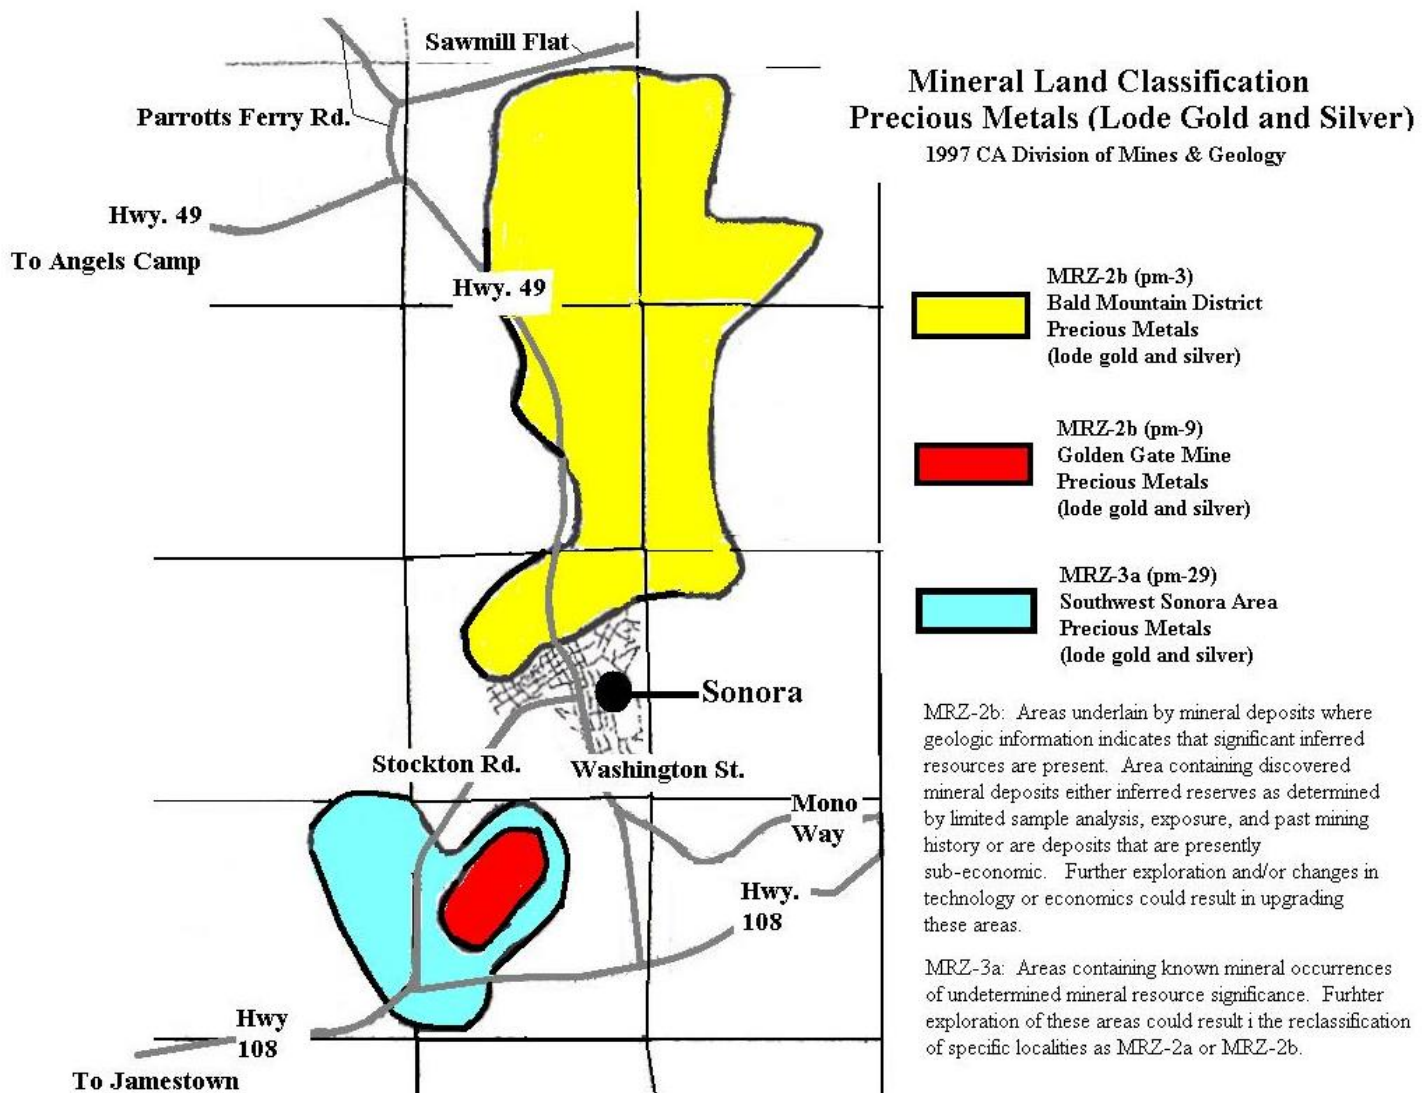 Sawmill Flat
Parrotts Ferry Rd.
Hwy. 49
To Angels Camp
Hwy. 49
Mineral Land Classification
Precious Metals (Lode Gold and Silver)
1997 CA Division of Mines & Geology
MRZ-2b (pm-3)
Bald Mountain District
Precious Metals
(lode gold and silver)
MRZ-2b (pm-9)
Golden Gate Mine
Precious Metals
(lode gold and silver)
MRZ-3a (pm-29)
Southwest Sonora Area
Precious Metals
(lode gold and silver)
Sonora
Stockton Rd.
Washington St.
Mono
Way
Hwy.
108
Hwy
108
To Jamestown
MRZ-2b: Areas underlain by mineral deposits where
geologic information indicates that significant inferred
resources are present. Area containing discovered
mineral deposits either inferred reserves as determined
by limited sample analysis, exposure, and past mining
history or are deposits that are presently
sub-economic. Further exploration and/or changes in
technology or economics could result in upgrading
these areas.
MRZ-3a: Areas containing known mineral occurrences
of undetermined mineral resource significance. Furhter
exploration of these areas could result i the reclassification
of specific localities as MRZ-2a or MRZ-2b.